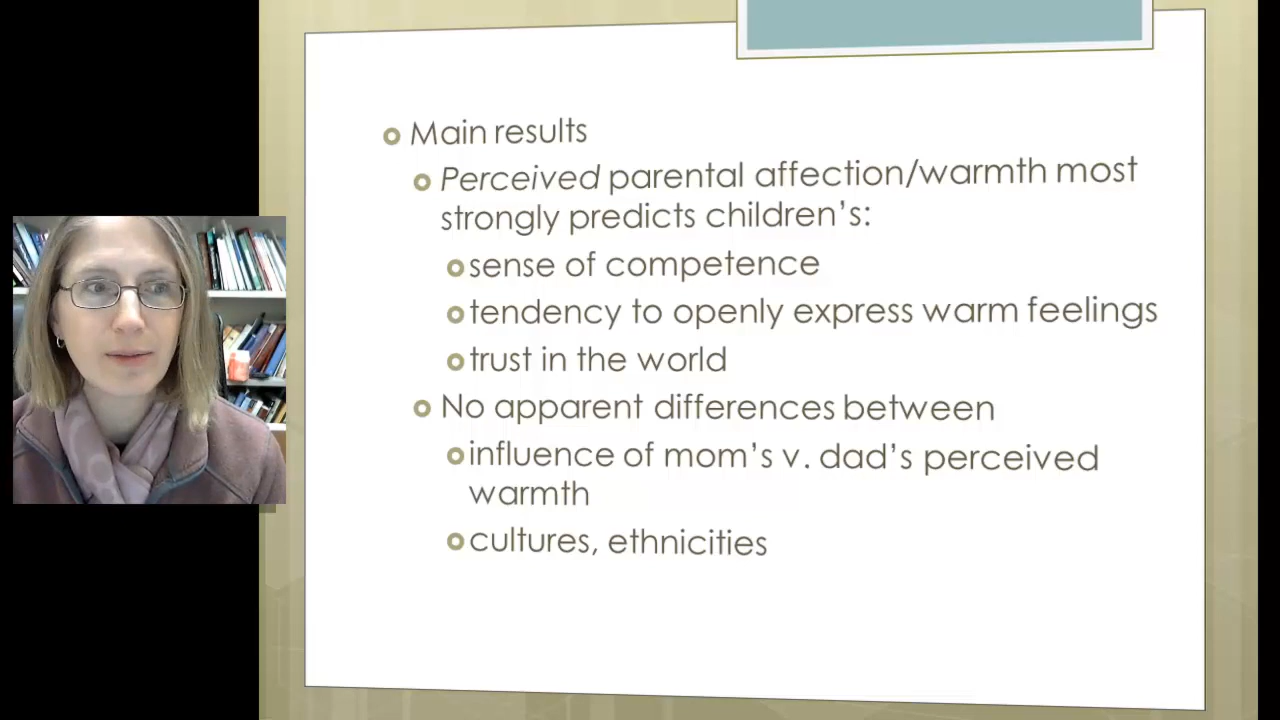 Main results
Perceived parental affection/warmth most
strongly predicts children's:
sense of competence
tendency to openly express warm feelings
trust in the world
No apparent differences between
influence of mom's v. dad's perceived
warmth
cultures, ethnicities